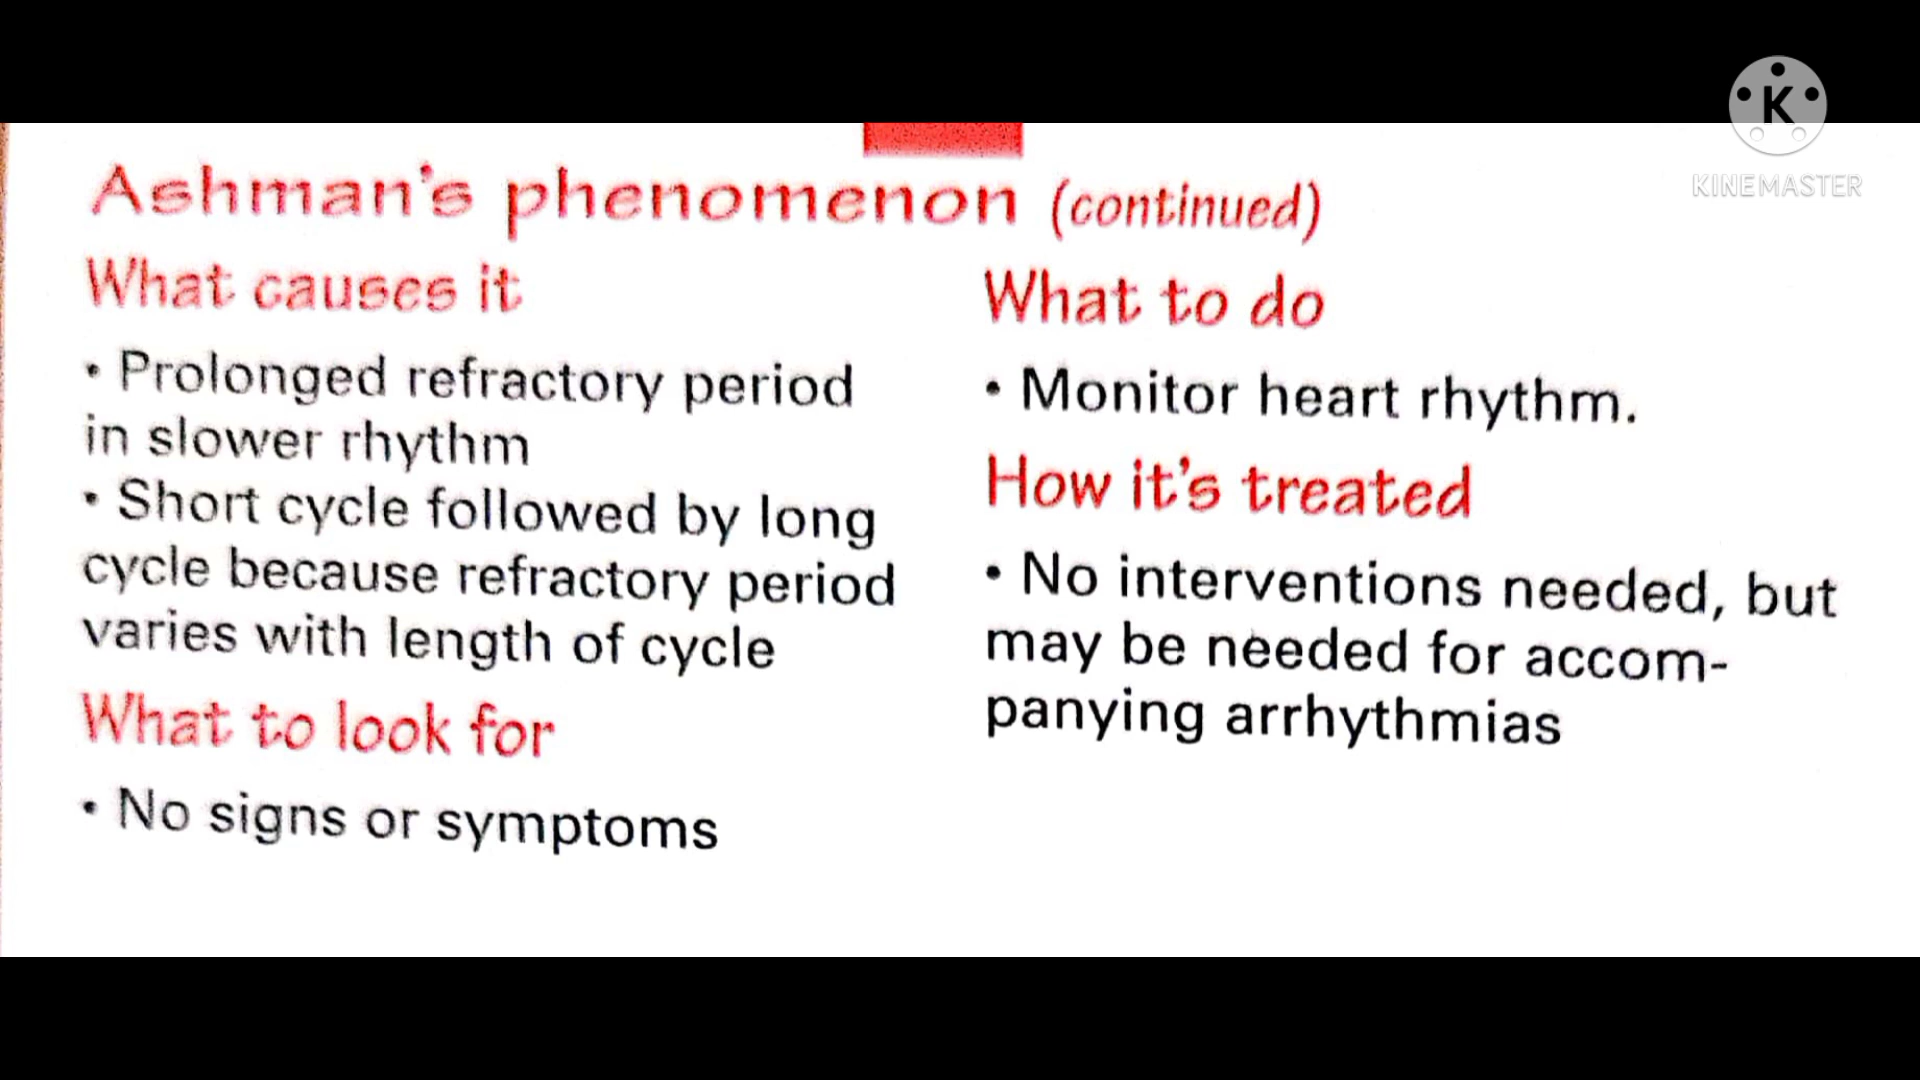 K
KINEMASTER
Ashman's phenomenon (continued)
What causes it
• Prolonged refractory period
in slower rhythm
• Short cycle followed by long
cycle because refractory period
varies with length of cycle
What to look for
• No signs or symptoms
What to do
• Monitor heart rhythm.
How it's treated
• No interventions needed, but
may be needed for accom-
panying arrhythmias